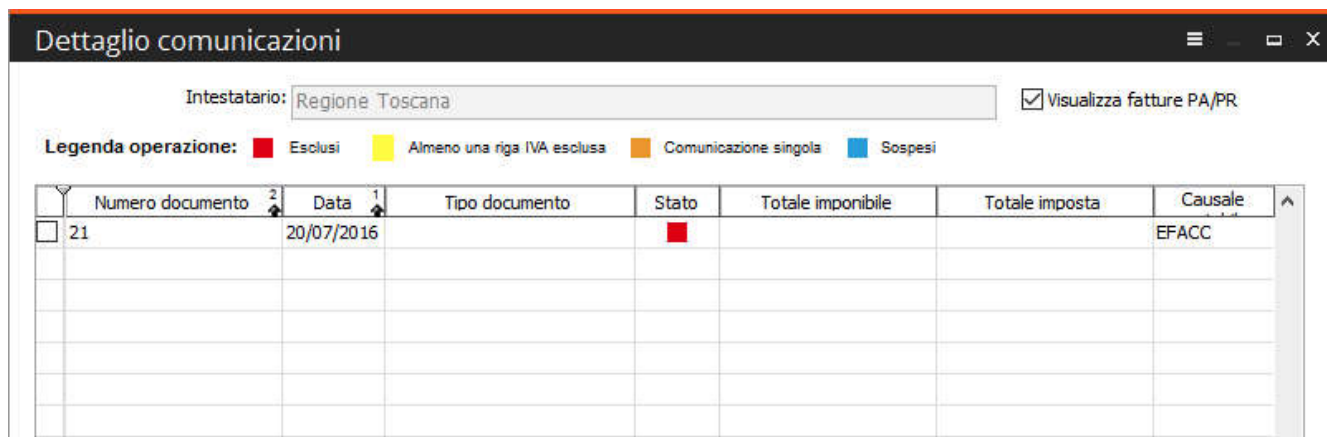 Dettaglio comunicazioni
Intestatario: Regione Toscana Visualizza fatture PA/PR
Legenda operazione: Esclusi Almeno una riga IVA esclusa Comunicazione singola Sospesi
Numero documento 2 Data 1 Tipo documento Stato Totale imponibile Totale imposta Causale
21 20/07/2016 EFACC